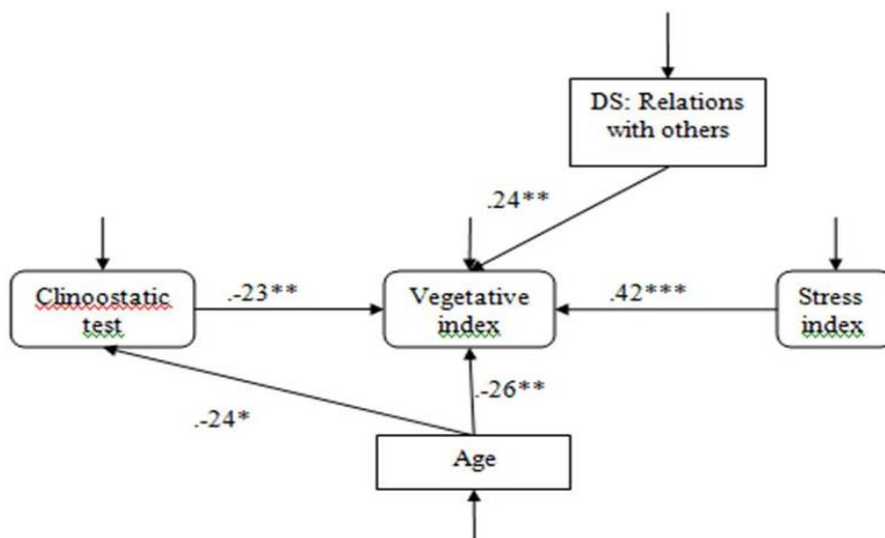 DS: Relations
with others
.24**
Clinoostatic
test
.-23**
Vegetative
index
.42***
Stress
index
.-24*
.-26**
Age